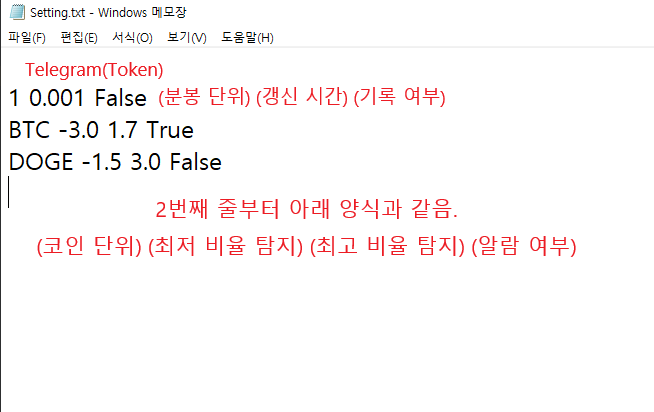 Setting.txt - Windows 메모장
파일(F) 편집(E) 서식(O) 보기(V) 도움말(H)
Telegram(Token)
1 0.001 False (분봉 단위) (갱신 시간) (기록 여부)
BTC -3.0 1.7 True
DOGE -1.5 3.0 False
2번째 줄부터 아래 양식과 같음.
(코인 단위) (최저 비율 탐지) (최고 비율 탐지) (알람 여부)